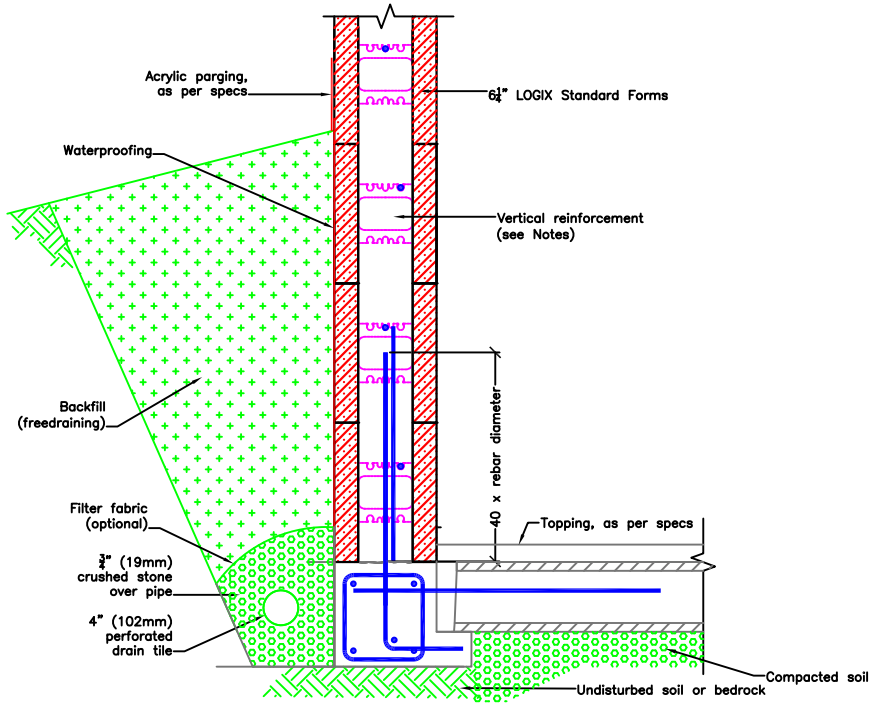 Acrylic parging,
as per specs
6¼" LOGIX Standard Forms
Waterproofing
Vertical reinforcement
(see Notes)
Backfill
(freedraining)
40 x rebar diameter
Filter fabric
(optional)
Topping, as per specs
¾" (19mm)
crushed stone
over pipe
4" (102mm)
perforated
drain tile
Compacted soil
Undisturbed soil or bedrock